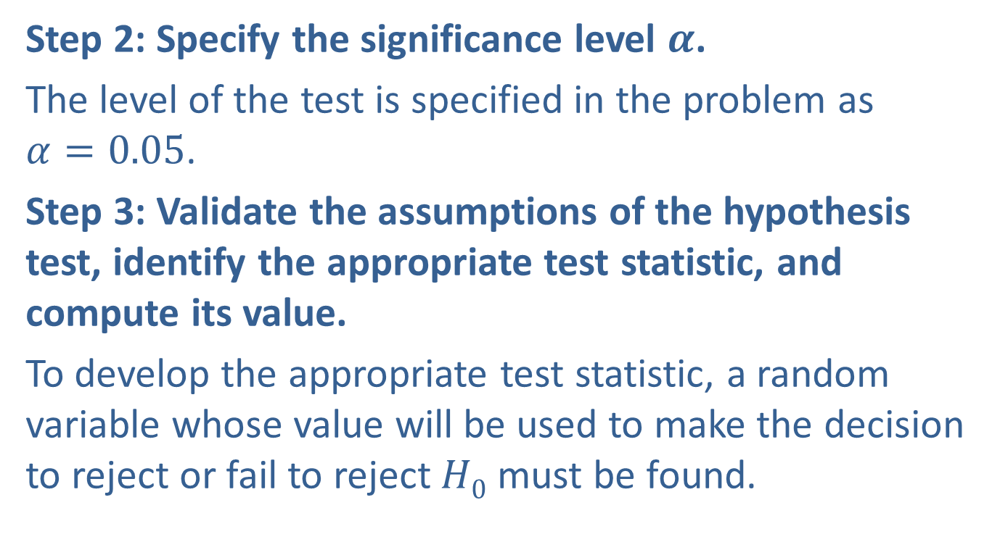 Step 2: Specify the significance level α.
The level of the test is specified in the problem as
α = 0.05.
Step 3: Validate the assumptions of the hypothesis
test, identify the appropriate test statistic, and
compute its value.
To develop the appropriate test statistic, a random
variable whose value will be used to make the decision
to reject or fail to reject H₀ must be found.